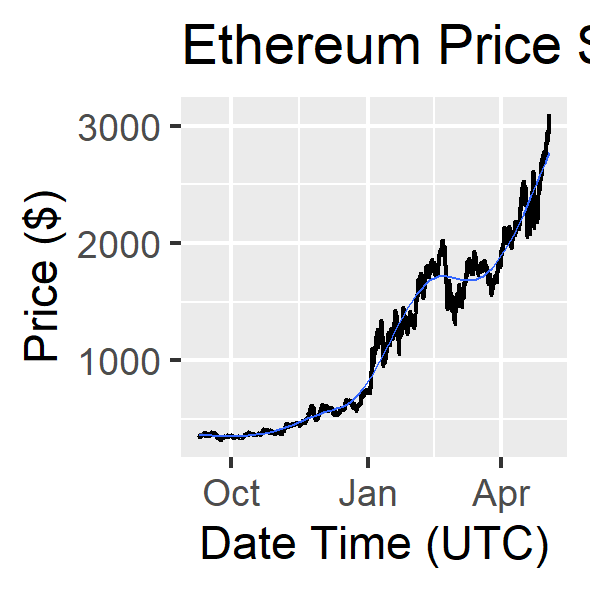 Ethereum Price
3000
2000
1000
Price ($)
Oct Jan Apr
Date Time (UTC)